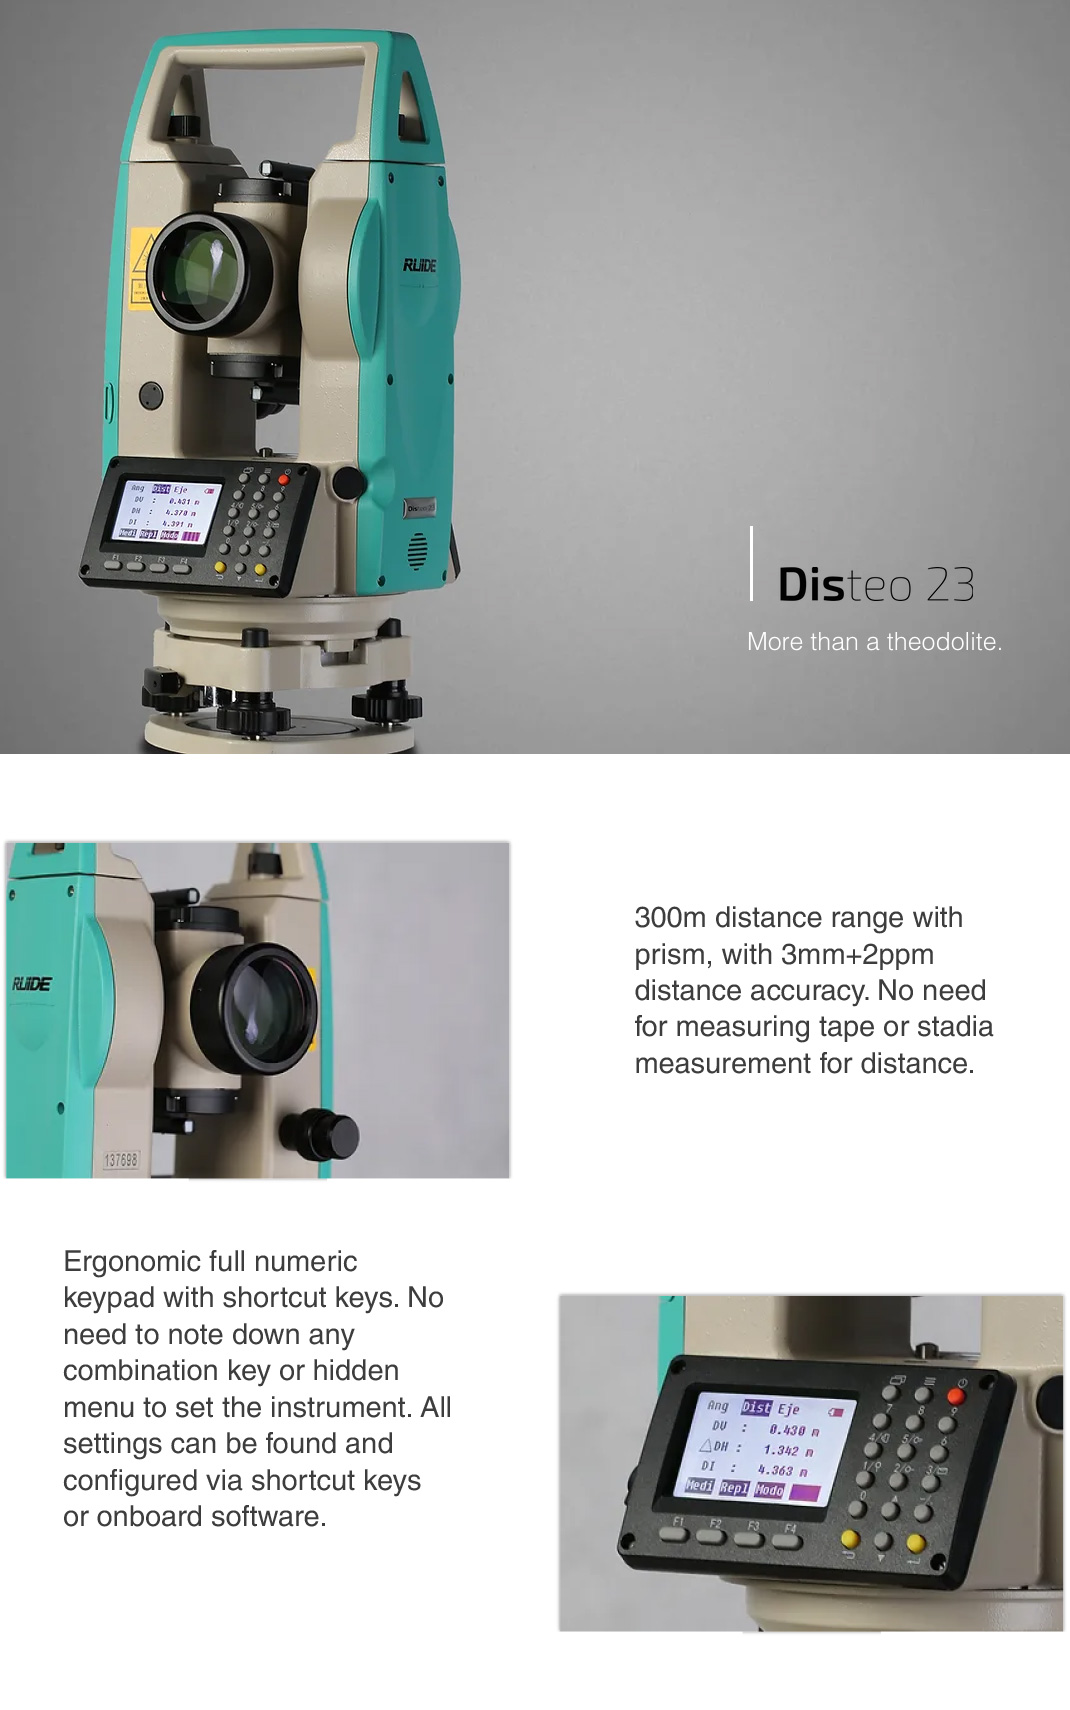 RUIDE
Ang Dist Eje
DV : 0.431 m
DH : 4.370 m
DI : 4.391 m
Medi Repl Modo
F1 F2 F3 F4
7 8 9
Disteo 23
Disteo 23
More than a theodolite.
RUIDE
137698
300m distance range with
prism, with 3mm+2ppm
distance accuracy. No need
for measuring tape or stadia
measurement for distance.
Ergonomic full numeric
keypad with shortcut keys. No
need to note down any
combination key or hidden
menu to set the instrument. All
settings can be found and
configured via shortcut keys
or onboard software.
Ang Dist Eje
DV : 0.430 m
△DH : 1.342 m
DI : 4.363 m
Medi Repl Modo
F1 F2 F3 F4
7 8 9
4/ 5/ 6
1/ 2/ 3/
0